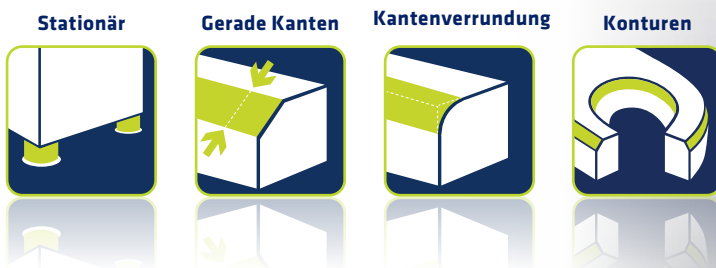 Stationär
Gerade Kanten
Kantenverrundung
Konturen